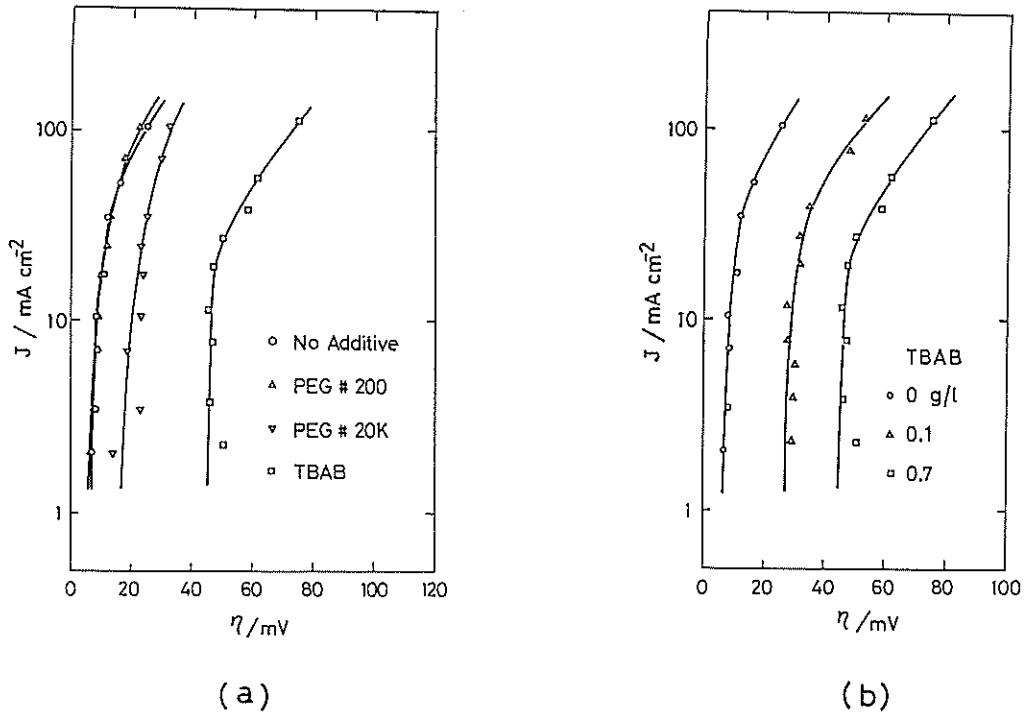 100
10
1
J / mA cm⁻²
0 20 40 60 80 100 120
η / mV
○ No Additive
△ PEG # 200
▽ PEG # 20K
□ TBAB
(a)
100
10
1
J / mA cm⁻²
0 20 40 60 80 100
η / mV
TBAB
○ 0 g/l
△ 0.1
□ 0.7
(b)